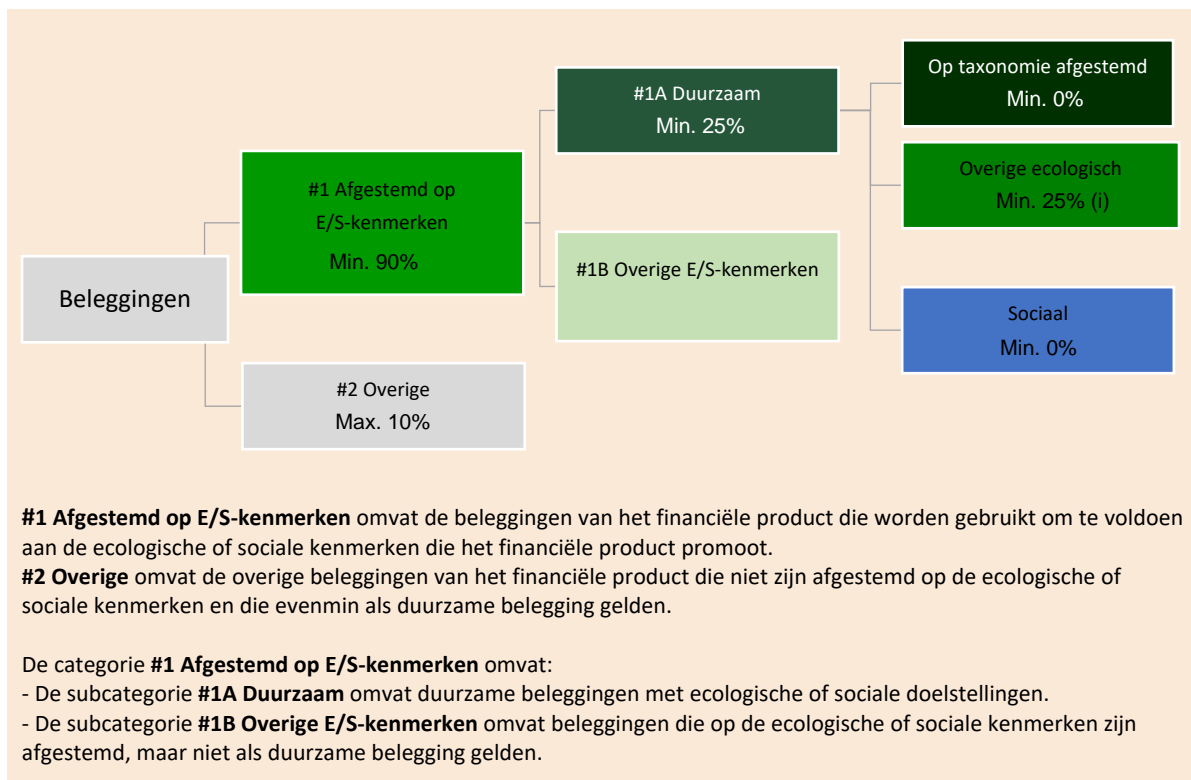 Beleggingen
#1 Afgestemd op
E/S-kenmerken
Min. 90%
#2 Overige
Max. 10%
#1A Duurzaam
Min. 25%
#1B Overige E/S-kenmerken
Op taxonomie afgestemd
Min. 0%
Overige ecologisch
Min. 25% (i)
Sociaal
Min. 0%
#1 Afgestemd op E/S-kenmerken omvat de beleggingen van het financiële product die worden gebruikt om te voldoen
aan de ecologische of sociale kenmerken die het financiële product promoot.
#2 Overige omvat de overige beleggingen van het financiële product die niet zijn afgestemd op de ecologische of
sociale kenmerken en die evenmin als duurzame belegging gelden.
De categorie #1 Afgestemd op E/S-kenmerken omvat:
- De subcategorie #1A Duurzaam omvat duurzame beleggingen met ecologische of sociale doelstellingen.
- De subcategorie #1B Overige E/S-kenmerken omvat beleggingen die op de ecologische of sociale kenmerken zijn
afgestemd, maar niet als duurzame belegging gelden.